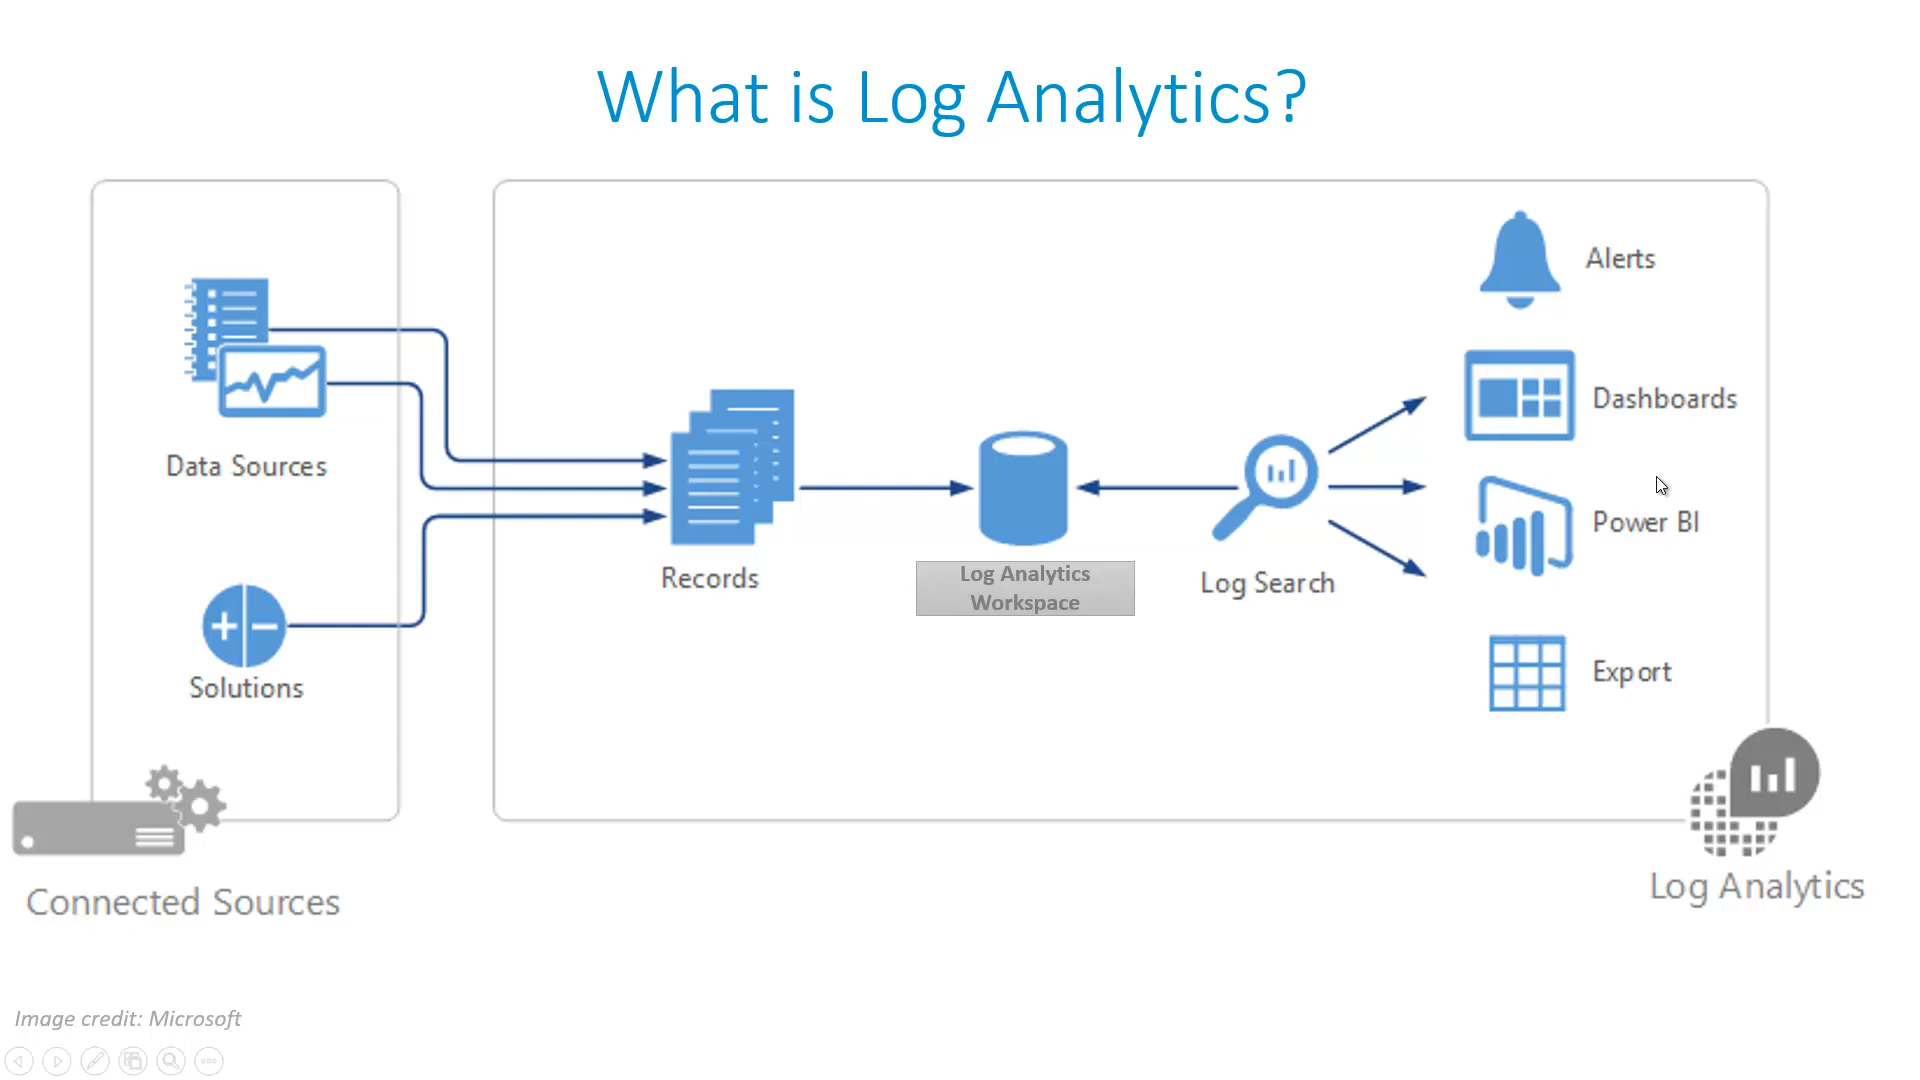 What is Log Analytics?
Alerts
Dashboards
Data Sources
Power BI
Records
Log Analytics
Workspace
Log Search
Solutions
Export
Connected Sources
Log Analytics
Image credit: Microsoft